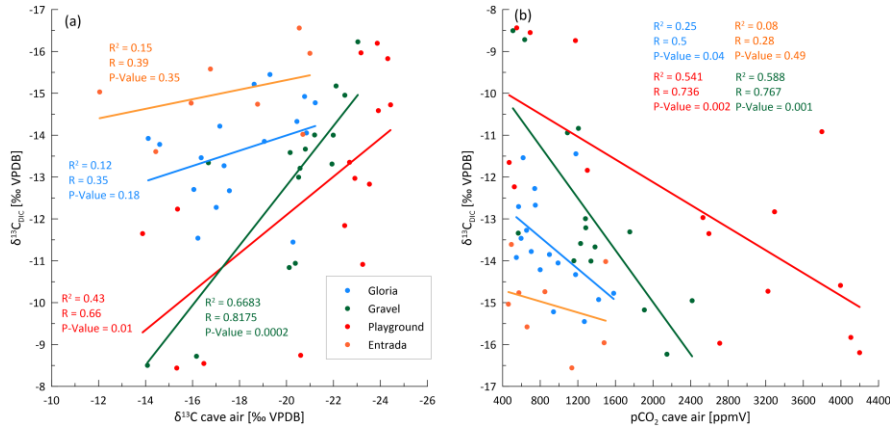 (a)
-17
-16
-15
-14
-13
-12
-11
-10
-9
-8
δ¹³C_DIC [‰ VPDB]
R² = 0.15
R = 0.39
P-Value = 0.35
R² = 0.12
R = 0.35
P-Value = 0.18
R² = 0.43
R = 0.66
P-Value = 0.01
R² = 0.6683
R = 0.8175
P-Value = 0.0002
Gloria
Gravel
Playground
Entrada
-10 -12 -14 -16 -18 -20 -22 -24 -26
δ¹³C cave air [‰ VPDB]
(b)
-8
-9
-10
-11
-12
-13
-14
-15
-16
-17
δ¹³C_DIC [‰ VPDB]
R² = 0.25
R = 0.5
P-Value = 0.04
R² = 0.08
R = 0.28
P-Value = 0.49
R² = 0.541
R = 0.736
P-Value = 0.002
R² = 0.588
R = 0.767
P-Value = 0.001
400 800 1200 1600 2000 2400 2800 3200 3600 4000 4400
pCO₂ cave air [ppmV]